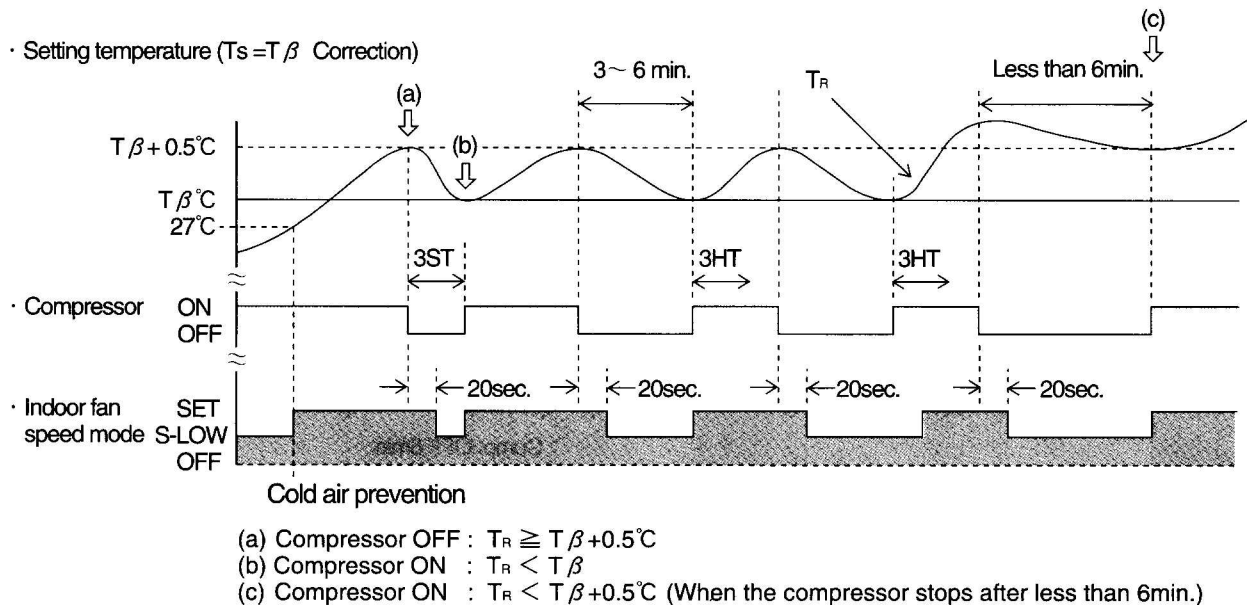 (c)
· Setting temperature (Ts =Tβ Correction)
3～6 min.
Less than 6min.
(a)
TR
(b)
Tβ+0.5℃
Tβ℃
27℃
3ST
3HT
3HT
· Compressor ON
OFF
20sec.
20sec.
20sec.
20sec.
· Indoor fan speed mode
SET
S-LOW
OFF
Cold air prevention
(a) Compressor OFF : TR ≧ Tβ+0.5℃
(b) Compressor ON : TR < Tβ
(c) Compressor ON : TR < Tβ+0.5℃ (When the compressor stops after less than 6min.)